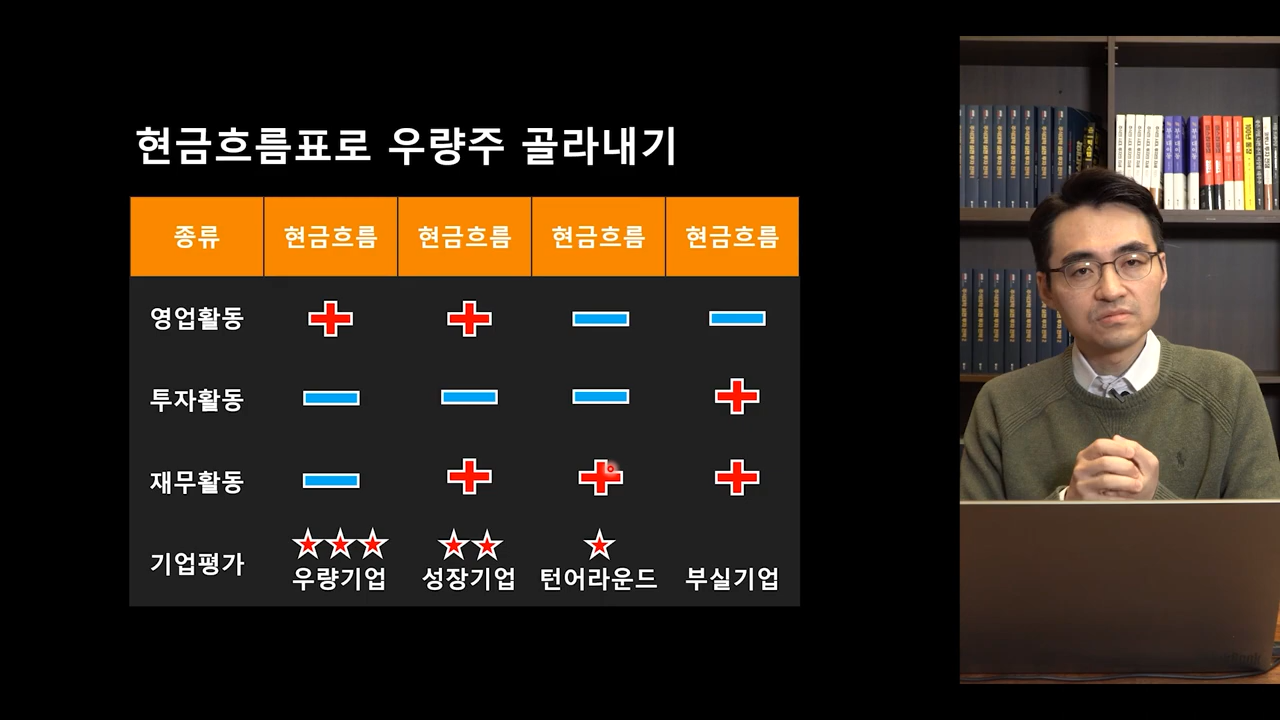 현금흐름표로 우량주 골라내기
종류 현금흐름 현금흐름 현금흐름 현금흐름
영업활동
투자활동
재무활동
기업평가
우량기업 성장기업 턴어라운드 부실기업